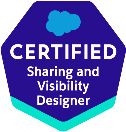 CERTIFIED
Sharing and
Visibility
Designer